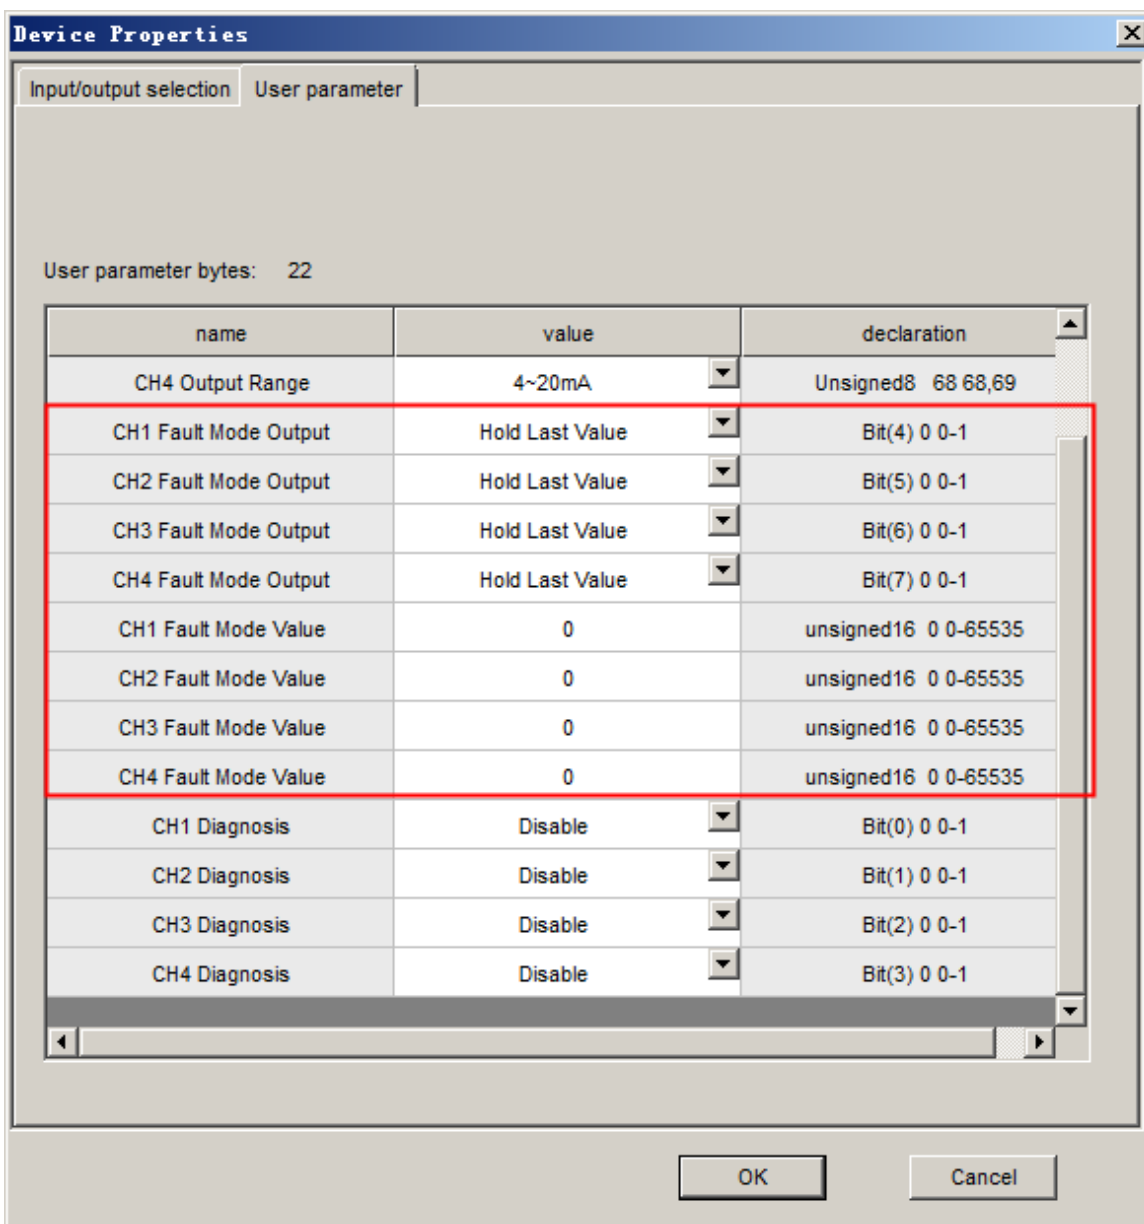 Device Properties
Input/output selection User parameter
User parameter bytes: 22
name value declaration
CH4 Output Range 4~20mA Unsigned8 68 68,69
CH1 Fault Mode Output Hold Last Value Bit(4) 0 0-1
CH2 Fault Mode Output Hold Last Value Bit(5) 0 0-1
CH3 Fault Mode Output Hold Last Value Bit(6) 0 0-1
CH4 Fault Mode Output Hold Last Value Bit(7) 0 0-1
CH1 Fault Mode Value 0 unsigned16 0 0-65535
CH2 Fault Mode Value 0 unsigned16 0 0-65535
CH3 Fault Mode Value 0 unsigned16 0 0-65535
CH4 Fault Mode Value 0 unsigned16 0 0-65535
CH1 Diagnosis Disable Bit(0) 0 0-1
CH2 Diagnosis Disable Bit(1) 0 0-1
CH3 Diagnosis Disable Bit(2) 0 0-1
CH4 Diagnosis Disable Bit(3) 0 0-1
OK Cancel